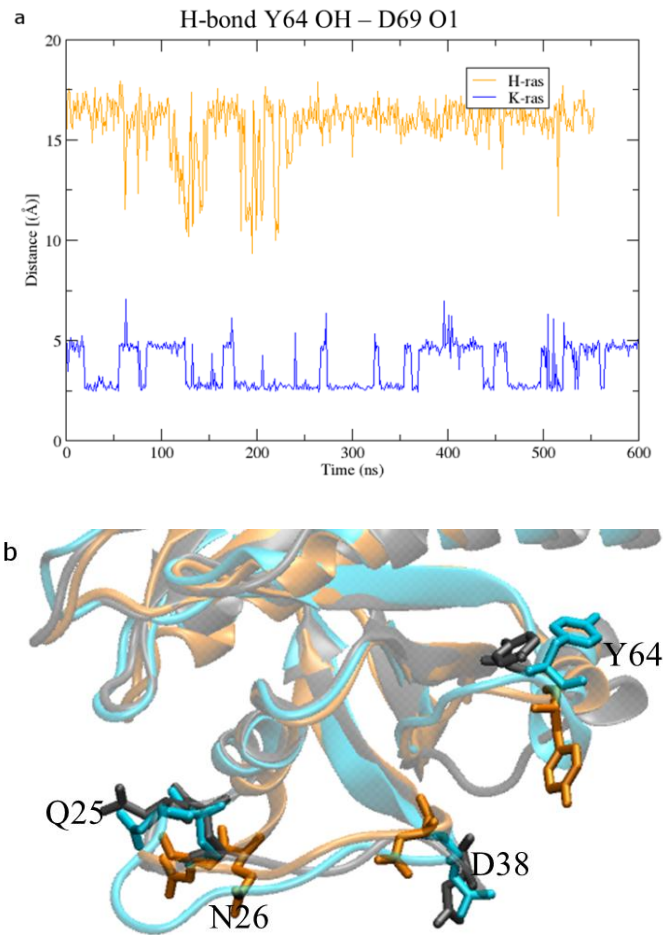 a
H-bond Y64 OH – D69 O1
20
H-ras
K-ras
15
10
5
0
Distance [(Å)]
0 100 200 300 400 500 600
Time (ns)
b
Y64
Q25
D38
N26